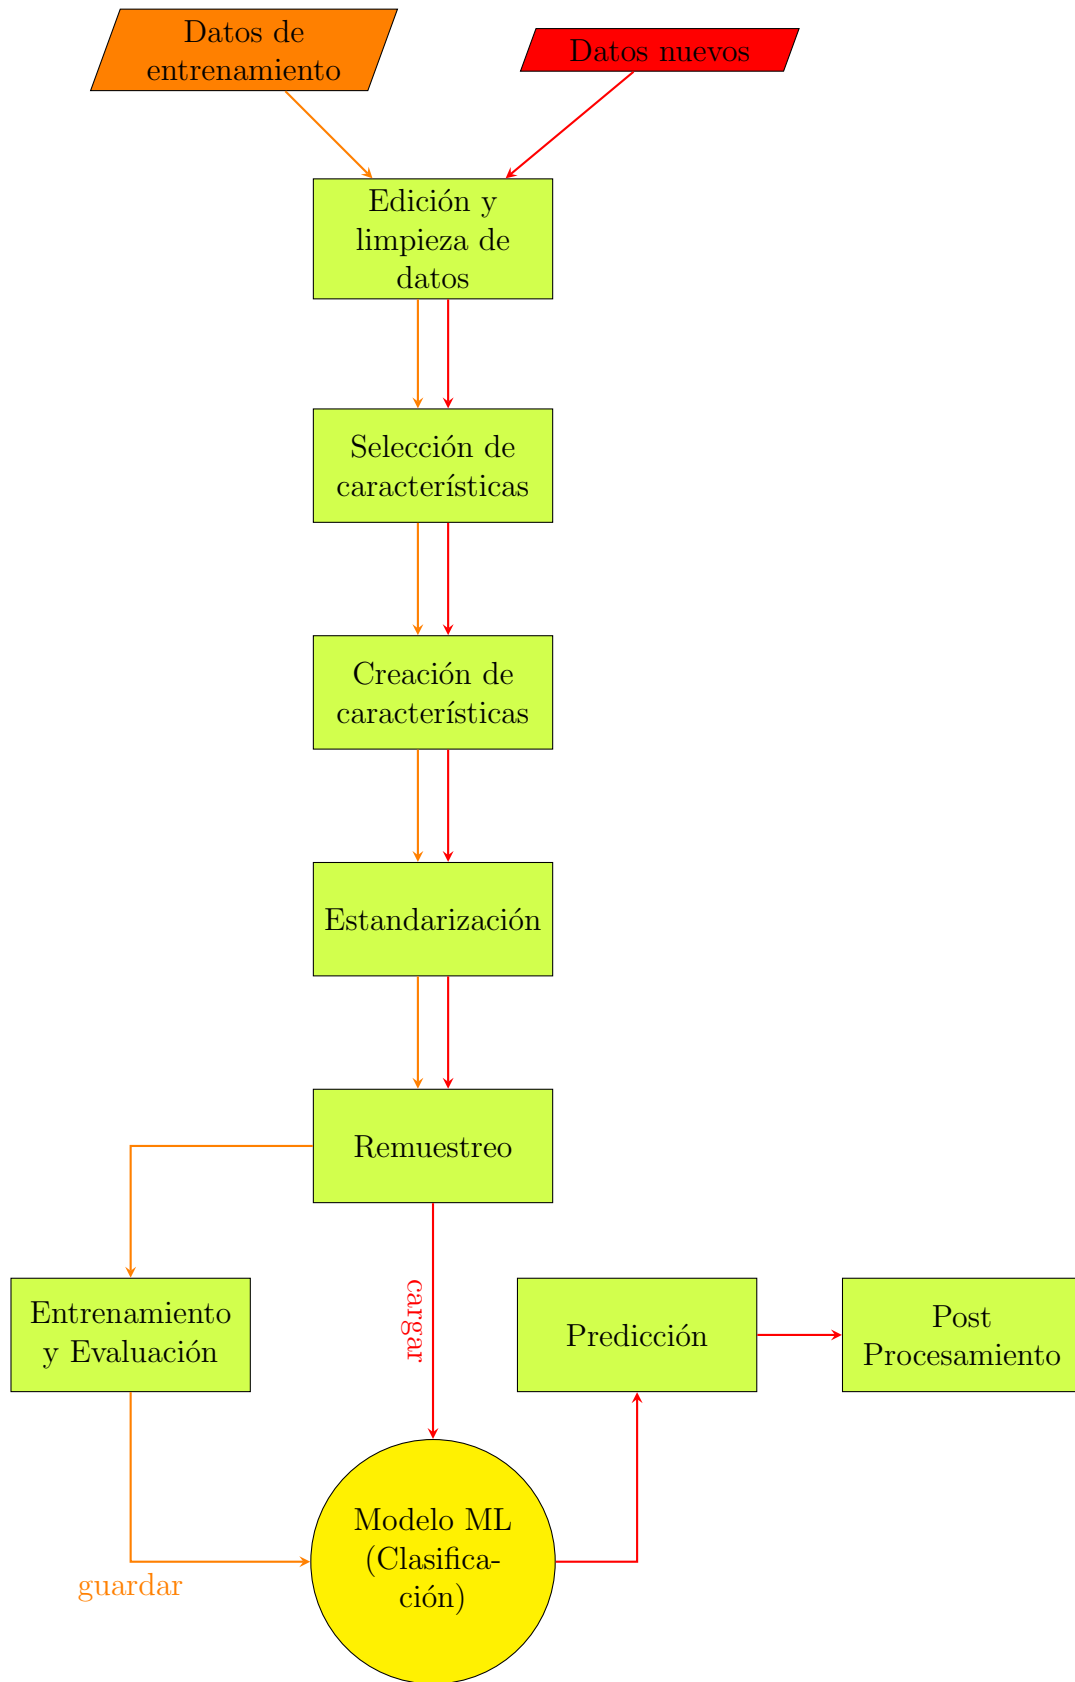 Datos de
entrenamiento
Datos nuevos
Edición y
limpieza de
datos
Selección de
características
Creación de
características
Estandarización
Remuestreo
Entrenamiento
y Evaluación
cargar
Predicción
Post
Procesamiento
Modelo ML
(Clasifica-
ción)
guardar